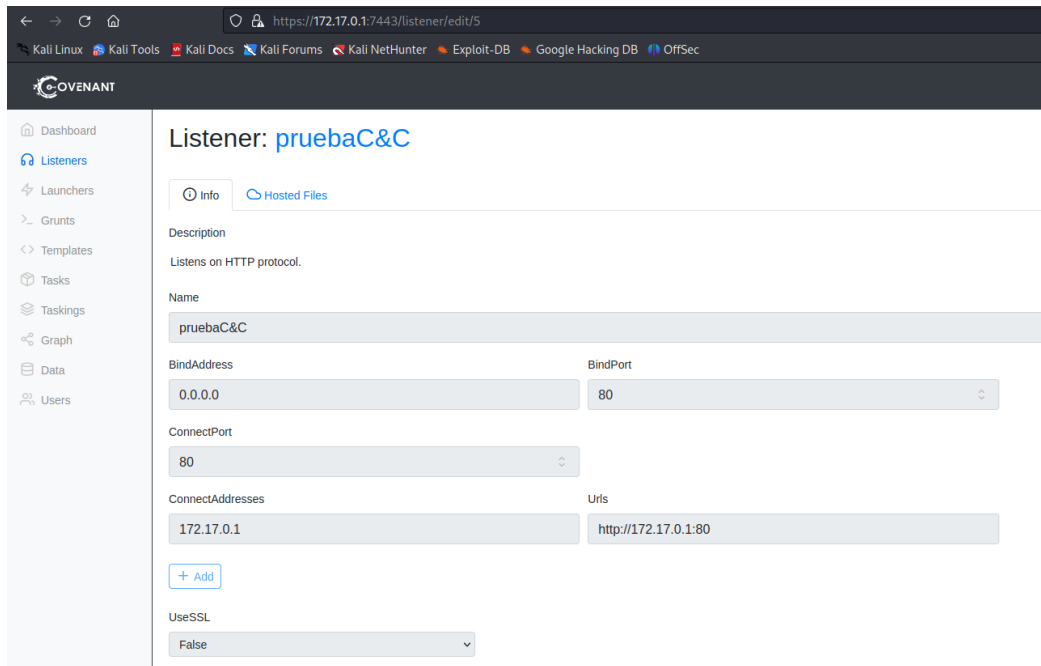 https://172.17.0.1:7443/listener/edit/5
Kali Linux Kali Tools Kali Docs Kali Forums Kali NetHunter Exploit-DB Google Hacking DB OffSec
COVENANT
Dashboard
Listeners
Launchers
Grunts
Templates
Tasks
Taskings
Graph
Data
Users
Listener: pruebaC&C
Info Hosted Files
Description
Listens on HTTP protocol.
Name
pruebaC&C
BindAddress BindPort
0.0.0.0 80
ConnectPort
80
ConnectAddresses Urls
172.17.0.1 http://172.17.0.1:80
+ Add
UseSSL
False